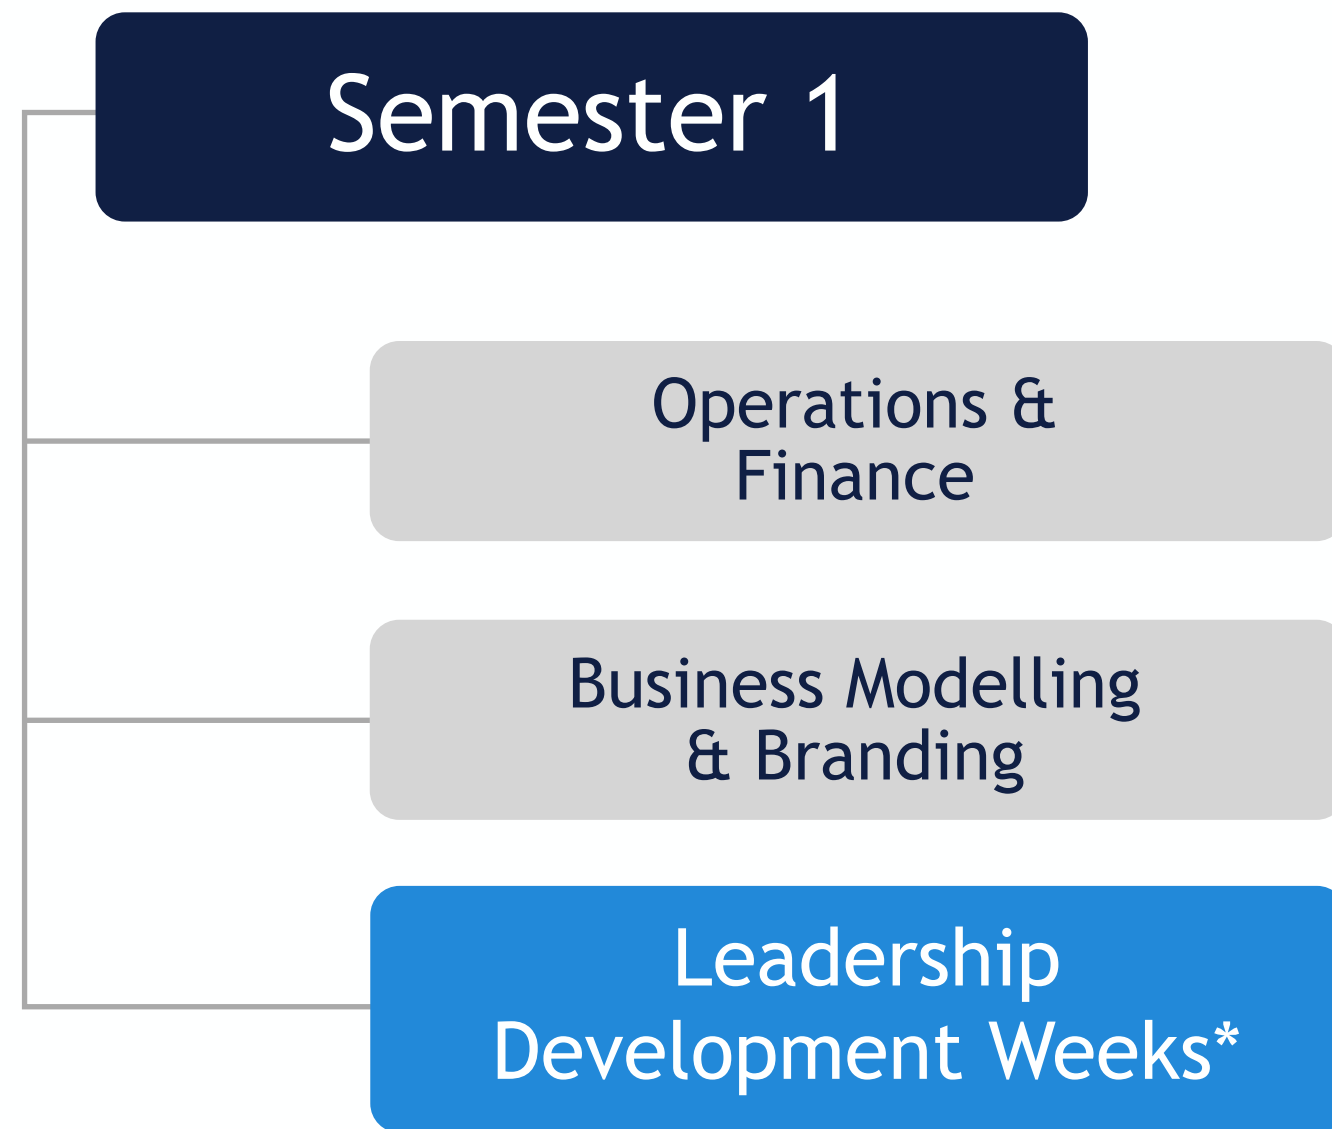 Semester 1
Operations &
Finance
Business Modelling
& Branding
Leadership
Development Weeks*